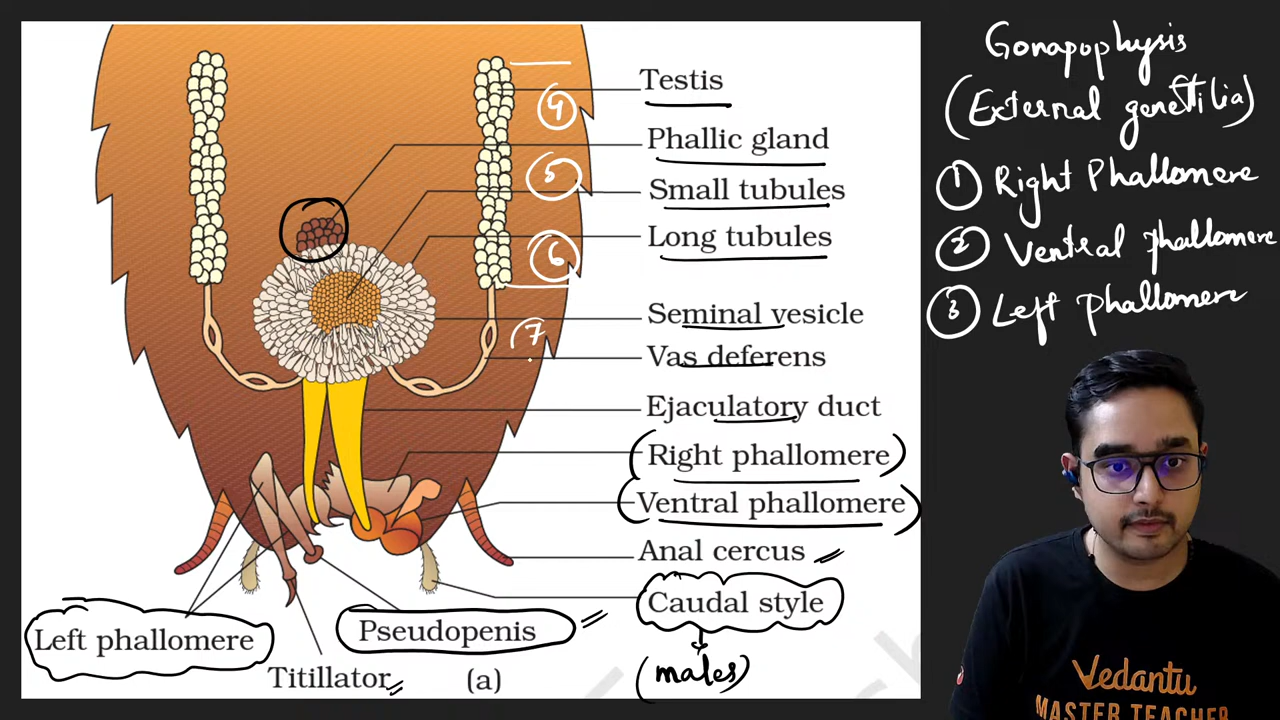 Testis
Phallic gland
Small tubules
Long tubules
Seminal vesicle
Vas deferens
Ejaculatory duct
Right phallomere
Ventral phallomere
Anal cercus
Caudal style
(males)
4
5
6
7
Left phallomere
Pseudopenis
Titillator
(a)
Gonapophysis
(External genetilia)
1 Right Phallomere
2 Ventral phallomere
3 Left phallomere
Vedantu
MASTER TEACHER